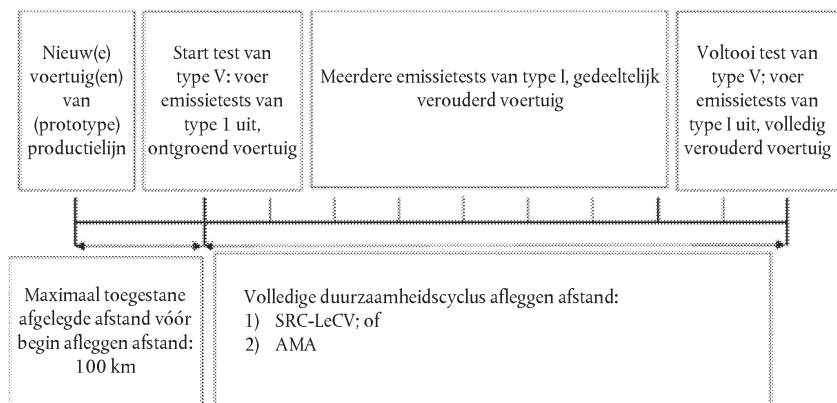 Nieuw(e)
voertuig(en)
van
(prototype)
productielijn
Start test van
type V: voer
emissietests van
type 1 uit,
ontgroend voertuig
Meerdere emissietests van type I, gedeeltelijk
verouderd voertuig
Voltooi test van
type V; voer
emissietests van
type I uit, volledig
verouderd voertuig
Maximaal toegestane
afgelegde afstand vóór
begin afleggen afstand:
100 km
Volledige duurzaamheidscyclus afleggen afstand:
1) SRC-LeCV; of
2) AMA